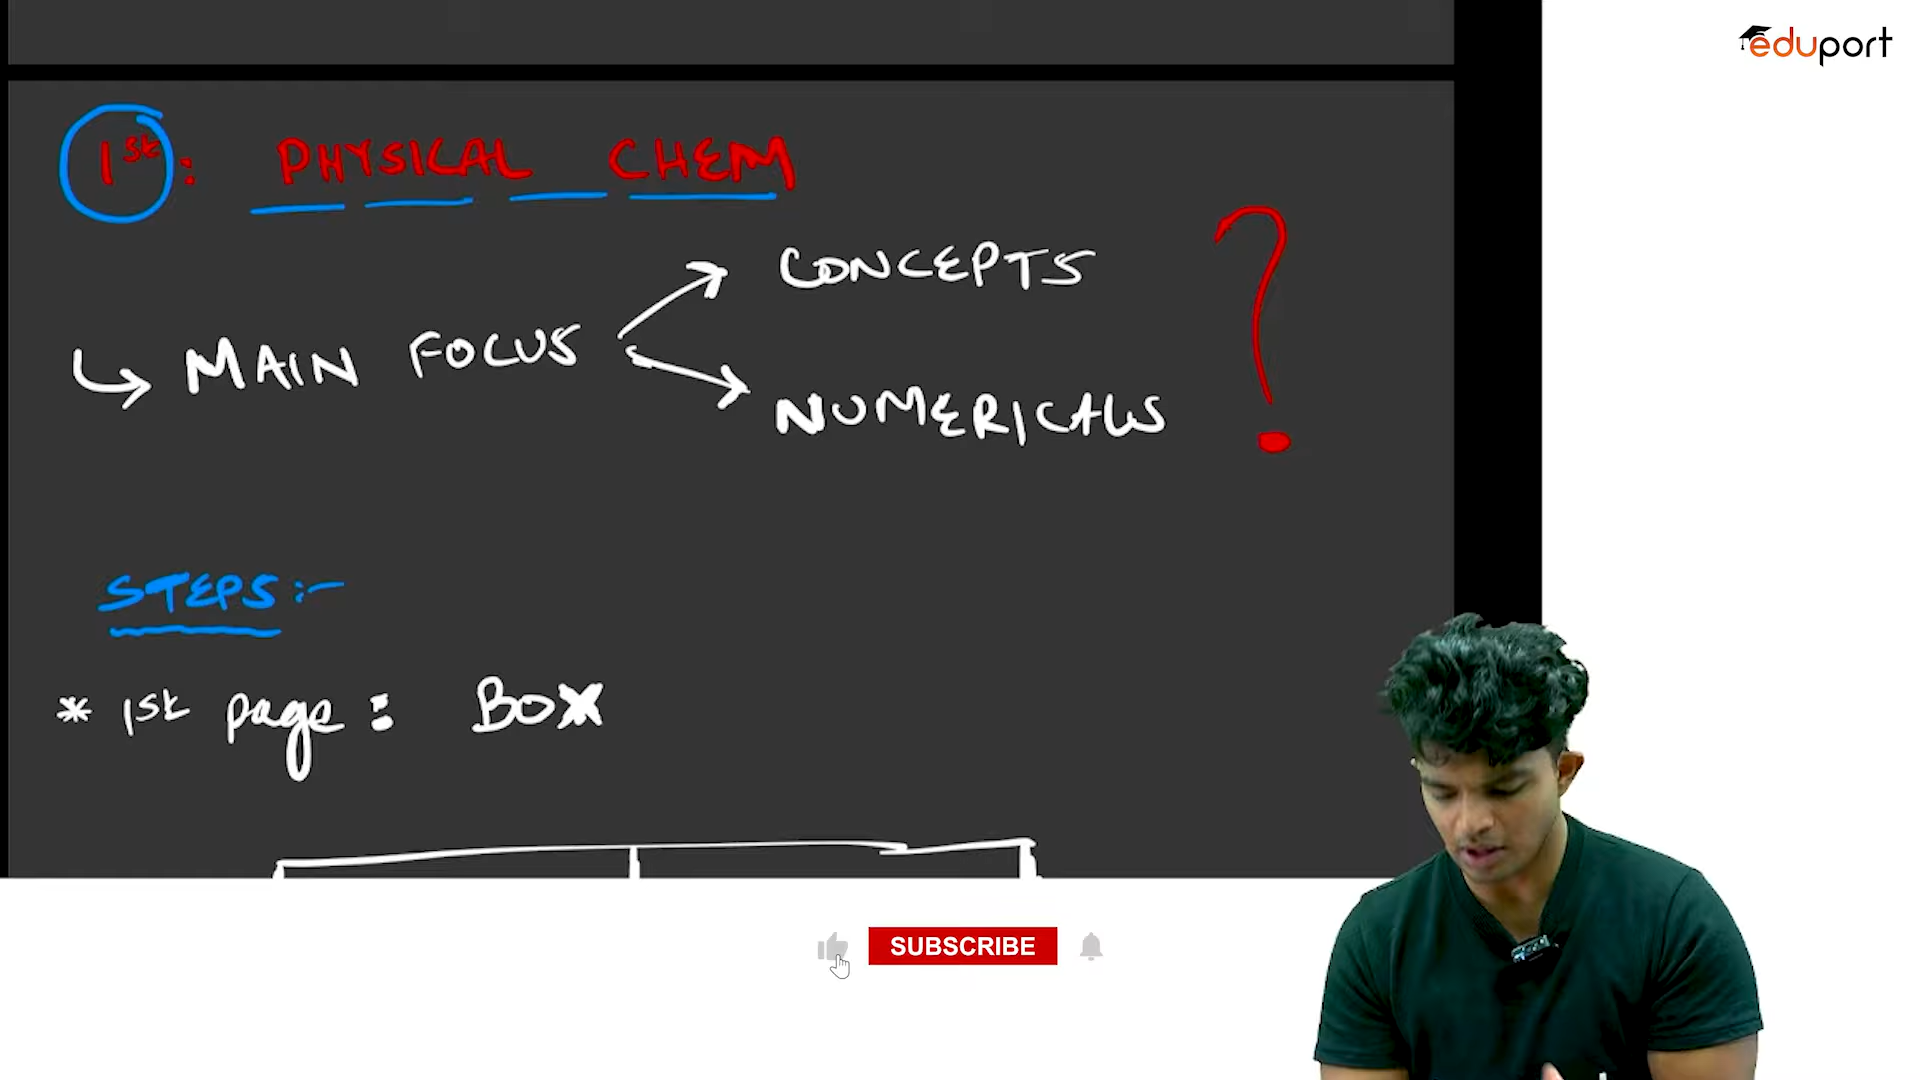 eduport
1st: PHYSICAL CHEM
CONCEPTS
↳ MAIN FOCUS
NUMERICALS
?
STEPS:-
* 1st page: BOX
SUBSCRIBE